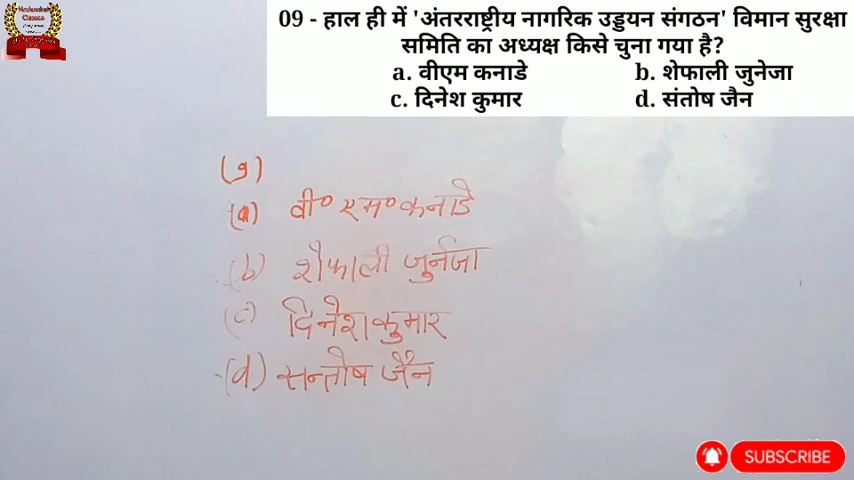 09 - हाल ही में 'अंतरराष्ट्रीय नागरिक उड्डयन संगठन' विमान सुरक्षा
समिति का अध्यक्ष किसे चुना गया है?
a. वीएम कनाडे b. शेफाली जुनेजा
c. दिनेश कुमार d. संतोष जैन
(9)
(a) वी० एम० कनाडे
(b) शेफाली जुर्नजा
(c) दिनेश कुमार
(d) सन्तोष जैन
SUBSCRIBE